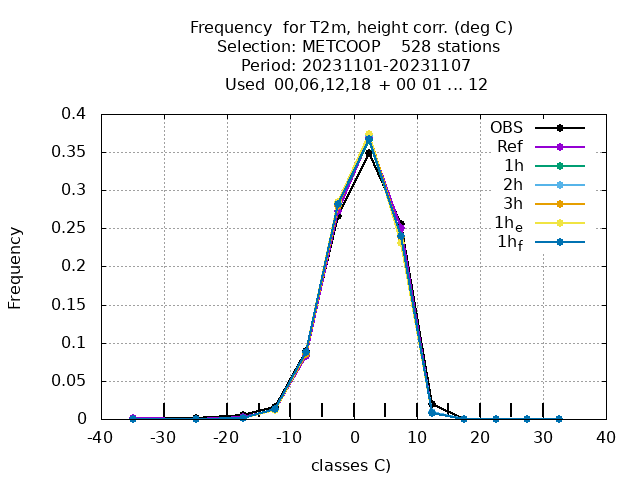 Frequency  for T2m, height corr. (deg C)
Selection: METCOOP    528 stations
Period: 20231101-20231107
Used  00,06,12,18  + 00 01 ... 12
0.4
0.35
0.3
0.25
0.2
0.15
0.1
0.05
0
Frequency
OBS
Ref
1h
2h
3h
1h_e
1h_f
-40 -30 -20 -10 0 10 20 30 40
classes C)